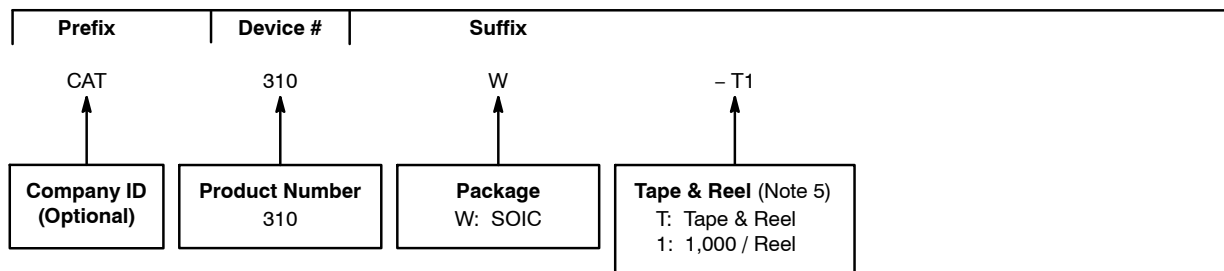 Prefix Device # Suffix
CAT 310 W – T1
Company ID
(Optional)
Product Number
310
Package
W: SOIC
Tape & Reel (Note 5)
T: Tape & Reel
1: 1,000 / Reel